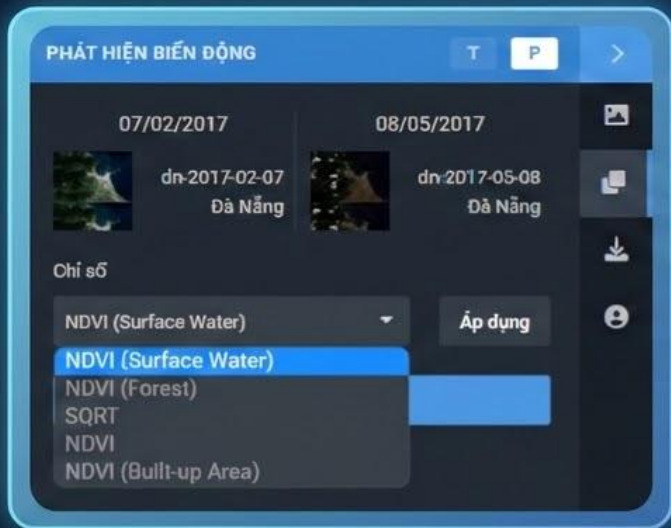 PHÁT HIỆN BIẾN ĐỘNG T P
07/02/2017 08/05/2017
dn-2017-02-07 dn-2017-05-08
Đà Nẵng Đà Nẵng
Chỉ số
NDVI (Surface Water) Áp dụng
NDVI (Surface Water)
NDVI (Forest)
SQRT
NDVI
NDVI (Built-up Area)